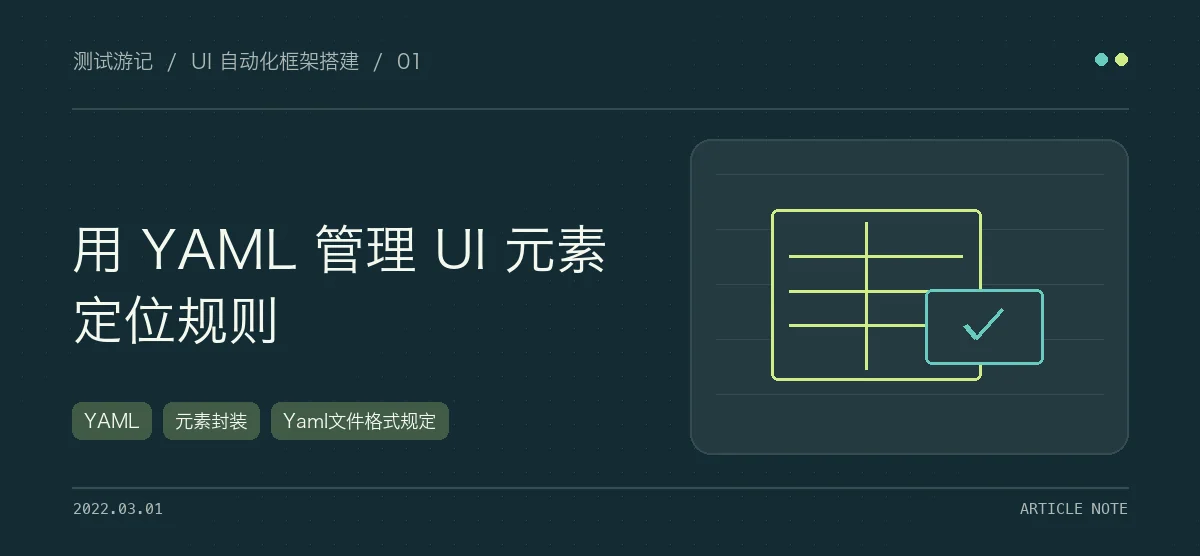 测试游记 / UI 自动化框架搭建 / 01
用 YAML 管理 UI 元素
定位规则
YAML 元素封装 Yaml文件格式规定
2022.03.01 ARTICLE NOTE